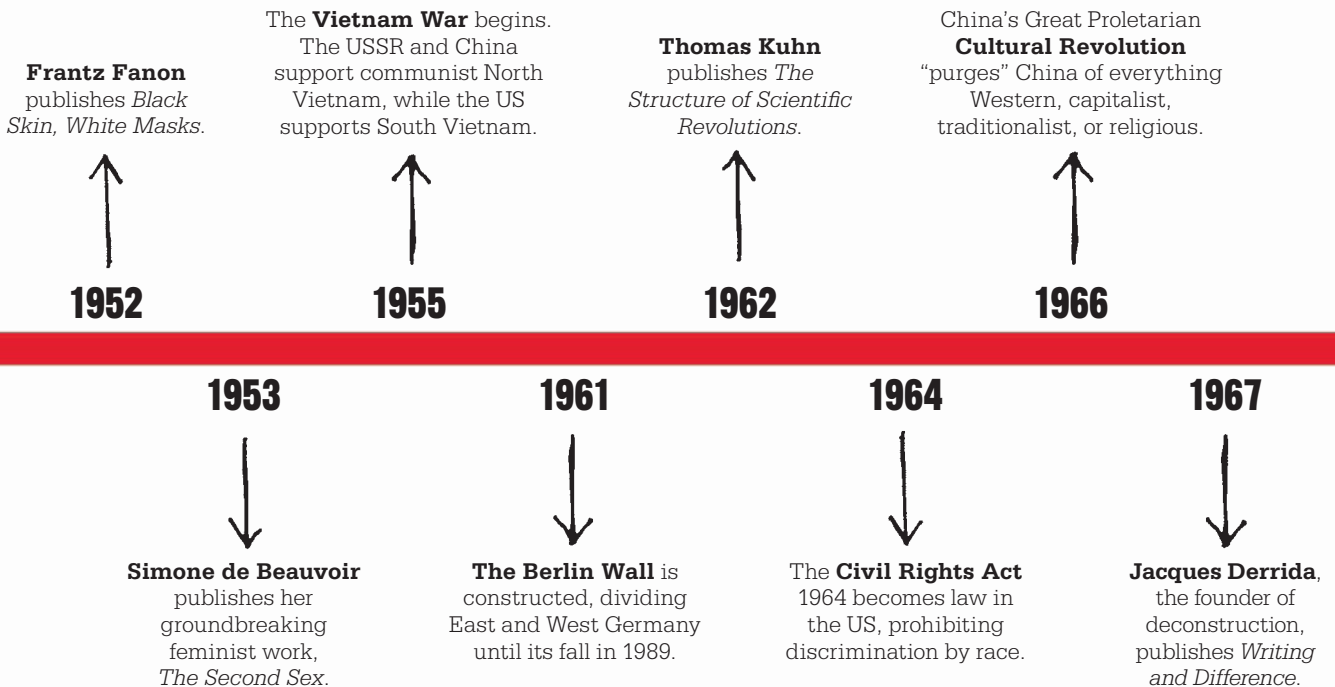 Frantz Fanon
publishes Black
Skin, White Masks.
1952
The Vietnam War begins.
The USSR and China
support communist North
Vietnam, while the US
supports South Vietnam.
1955
Thomas Kuhn
publishes The
Structure of Scientific
Revolutions.
1962
China’s Great Proletarian
Cultural Revolution
“purges” China of everything
Western, capitalist,
traditionalist, or religious.
1966
1953
Simone de Beauvoir
publishes her
groundbreaking
feminist work,
The Second Sex.
1961
The Berlin Wall is
constructed, dividing
East and West Germany
until its fall in 1989.
1964
The Civil Rights Act
1964 becomes law in
the US, prohibiting
discrimination by race.
1967
Jacques Derrida,
the founder of
deconstruction,
publishes Writing
and Difference.